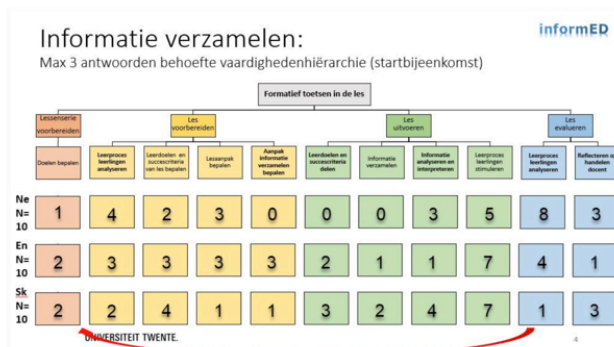 informED
Informatie verzamelen:
Max 3 antwoorden behoefte vaardighedenhiërarchie (startbijeenkomst)
Formatief toetsen in de les
Lessenserie
voorbereiden
Les
voorbereiden
Les
uitvoeren
Les
evalueren
Doelen bepalen
Leerproces
leerlingen
analyseren
Leerdoelen en
succescriteria
van les bepalen
Lesaanpak
bepalen
Aanpak
informatie
verzamelen
bepalen
Leerdoelen en
succescriteria
delen
Informatie
verzamelen
Informatie
analyseren en
interpreteren
Leerproces
leerlingen
stimuleren
Leerproces
leerlingen
analyseren
Reflecteren op
handelen
docent
Ne
N=
10
1 4 2 3 0 0 0 3 5 8 3
En
N=
10
2 3 3 3 3 2 1 1 7 4 1
Sk
N=
10
2 2 4 1 1 3 2 4 7 1 3
UNIVERSITEIT TWENTE.
4